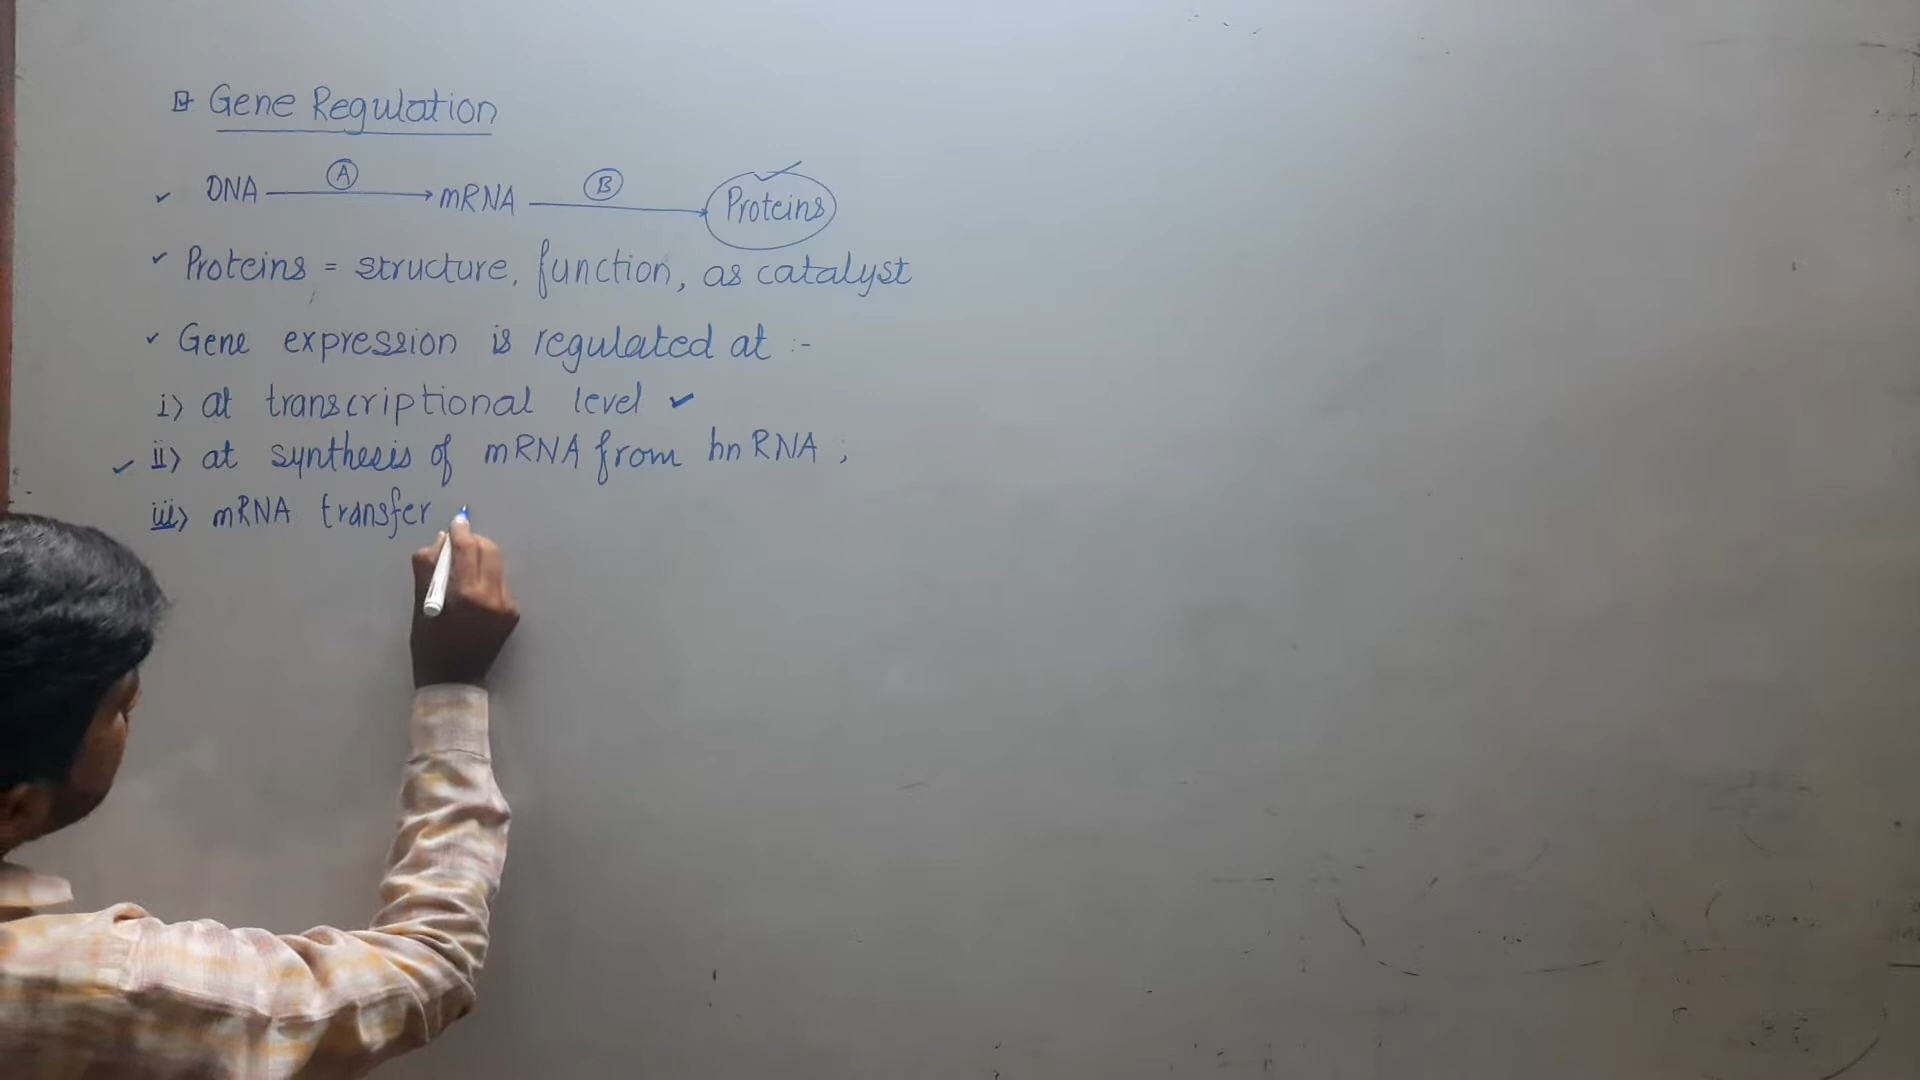 Gene Regulation
DNA → mRNA → Proteins
A B
Proteins = structure, function, as catalyst
Gene expression is regulated at :-
i) at transcriptional level
ii) at synthesis of mRNA from hnRNA ;
iii) mRNA transfer